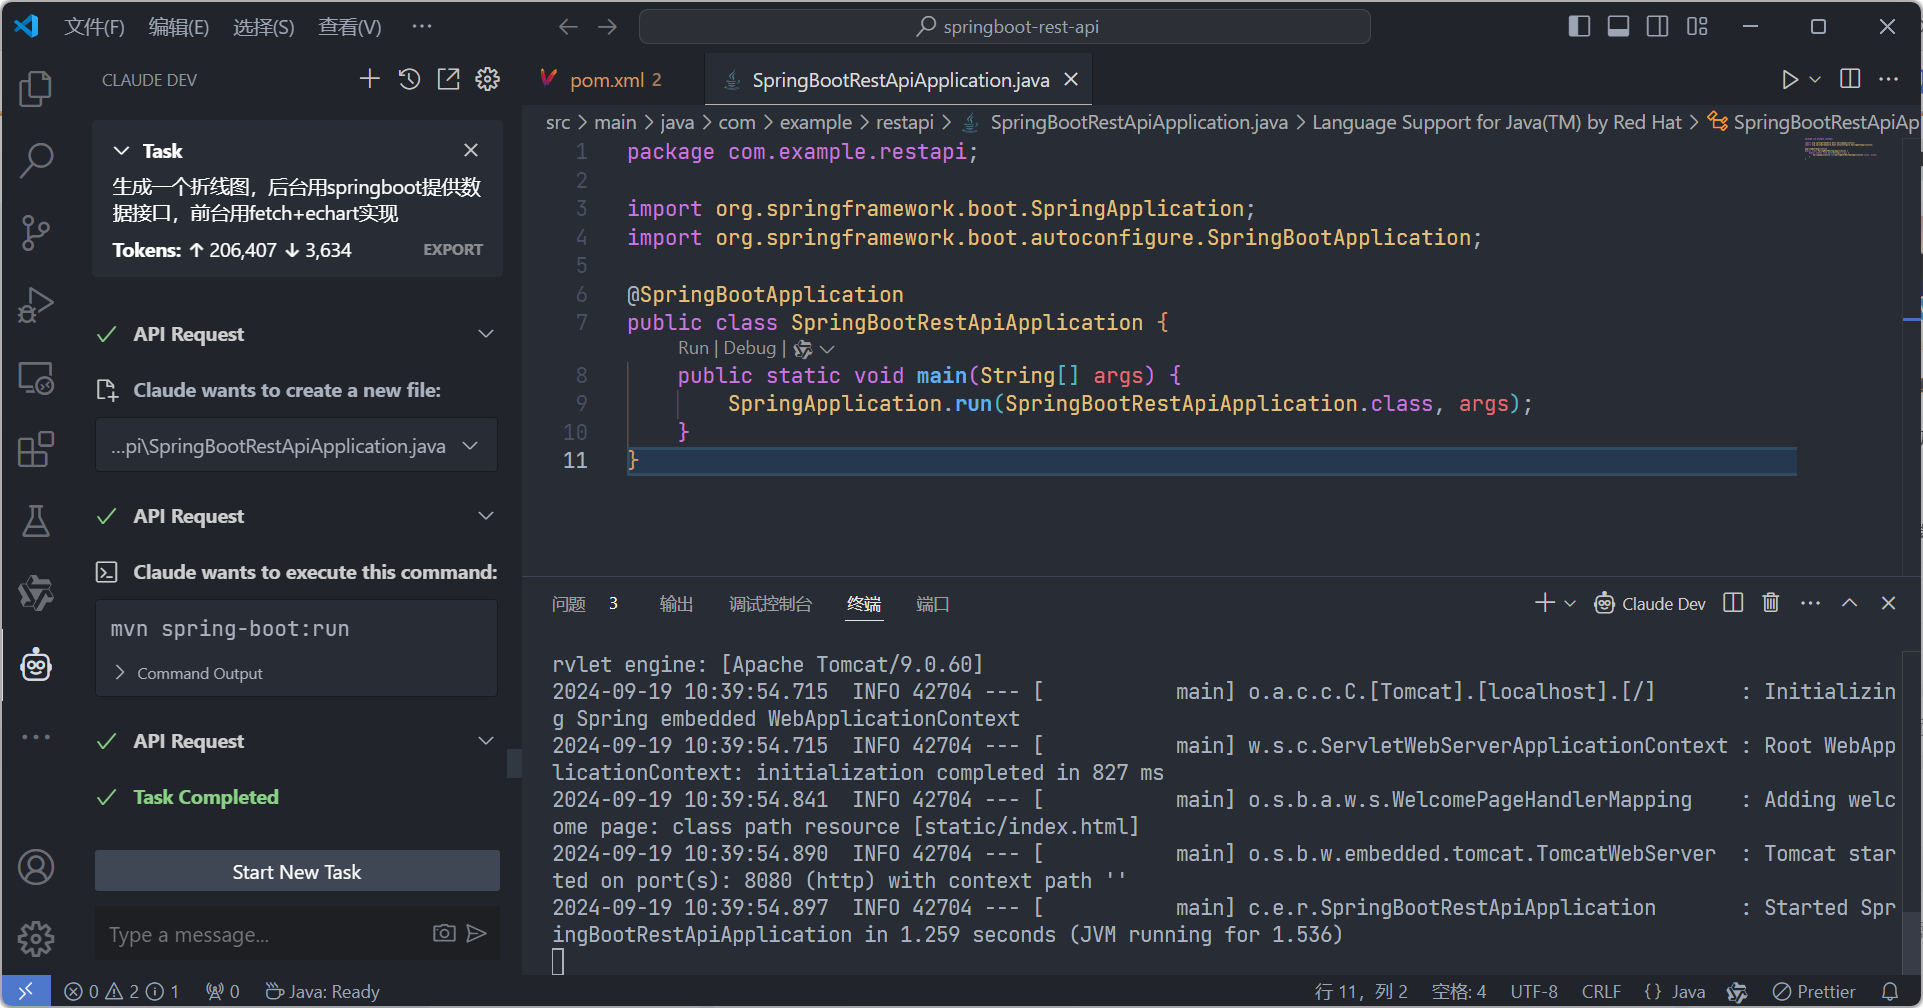 文件(F) 编辑(E) 选择(S) 查看(V) ···
springboot-rest-api
CLAUDE DEV
Task
生成一个折线图，后台用springboot提供数
据接口，前台用fetch+echart实现
Tokens: ↑ 206,407 ↓ 3,634 EXPORT
API Request
Claude wants to create a new file:
...pi\SpringBootRestApiApplication.java
API Request
Claude wants to execute this command:
mvn spring-boot:run
Command Output
API Request
Task Completed
Start New Task
Type a message...
pom.xml 2
SpringBootRestApiApplication.java
src > main > java > com > example > restapi > SpringBootRestApiApplication.java > Language Support for Java(TM) by Red Hat > SpringBootRestApiAp
1 package com.example.restapi;
2
3 import org.springframework.boot.SpringApplication;
4 import org.springframework.boot.autoconfigure.SpringBootApplication;
5
6 @SpringBootApplication
7 public class SpringBootRestApiApplication {
Run | Debug |
8 public static void main(String[] args) {
9 SpringApplication.run(SpringBootRestApiApplication.class, args);
10 }
11 }
问题 3 输出 调试控制台 终端 端口
Claude Dev
rvlet engine: [Apache Tomcat/9.0.60]
2024-09-19 10:39:54.715  INFO 42704 --- [           main] o.a.c.c.C.[Tomcat].[localhost].[/]       : Initializin
g Spring embedded WebApplicationContext
2024-09-19 10:39:54.715  INFO 42704 --- [           main] w.s.c.ServletWebServerApplicationContext : Root WebApp
licationContext: initialization completed in 827 ms
2024-09-19 10:39:54.841  INFO 42704 --- [           main] o.s.b.a.w.s.WelcomePageHandlerMapping    : Adding welc
ome page: class path resource [static/index.html]
2024-09-19 10:39:54.890  INFO 42704 --- [           main] o.s.b.w.embedded.tomcat.TomcatWebServer  : Tomcat star
ted on port(s): 8080 (http) with context path ''
2024-09-19 10:39:54.897  INFO 42704 --- [           main] c.e.r.SpringBootRestApiApplication       : Started Spr
ingBootRestApiApplication in 1.259 seconds (JVM running for 1.536)
0 2 1 0 Java: Ready
行 11，列 2 空格: 4 UTF-8 CRLF {} Java Prettier